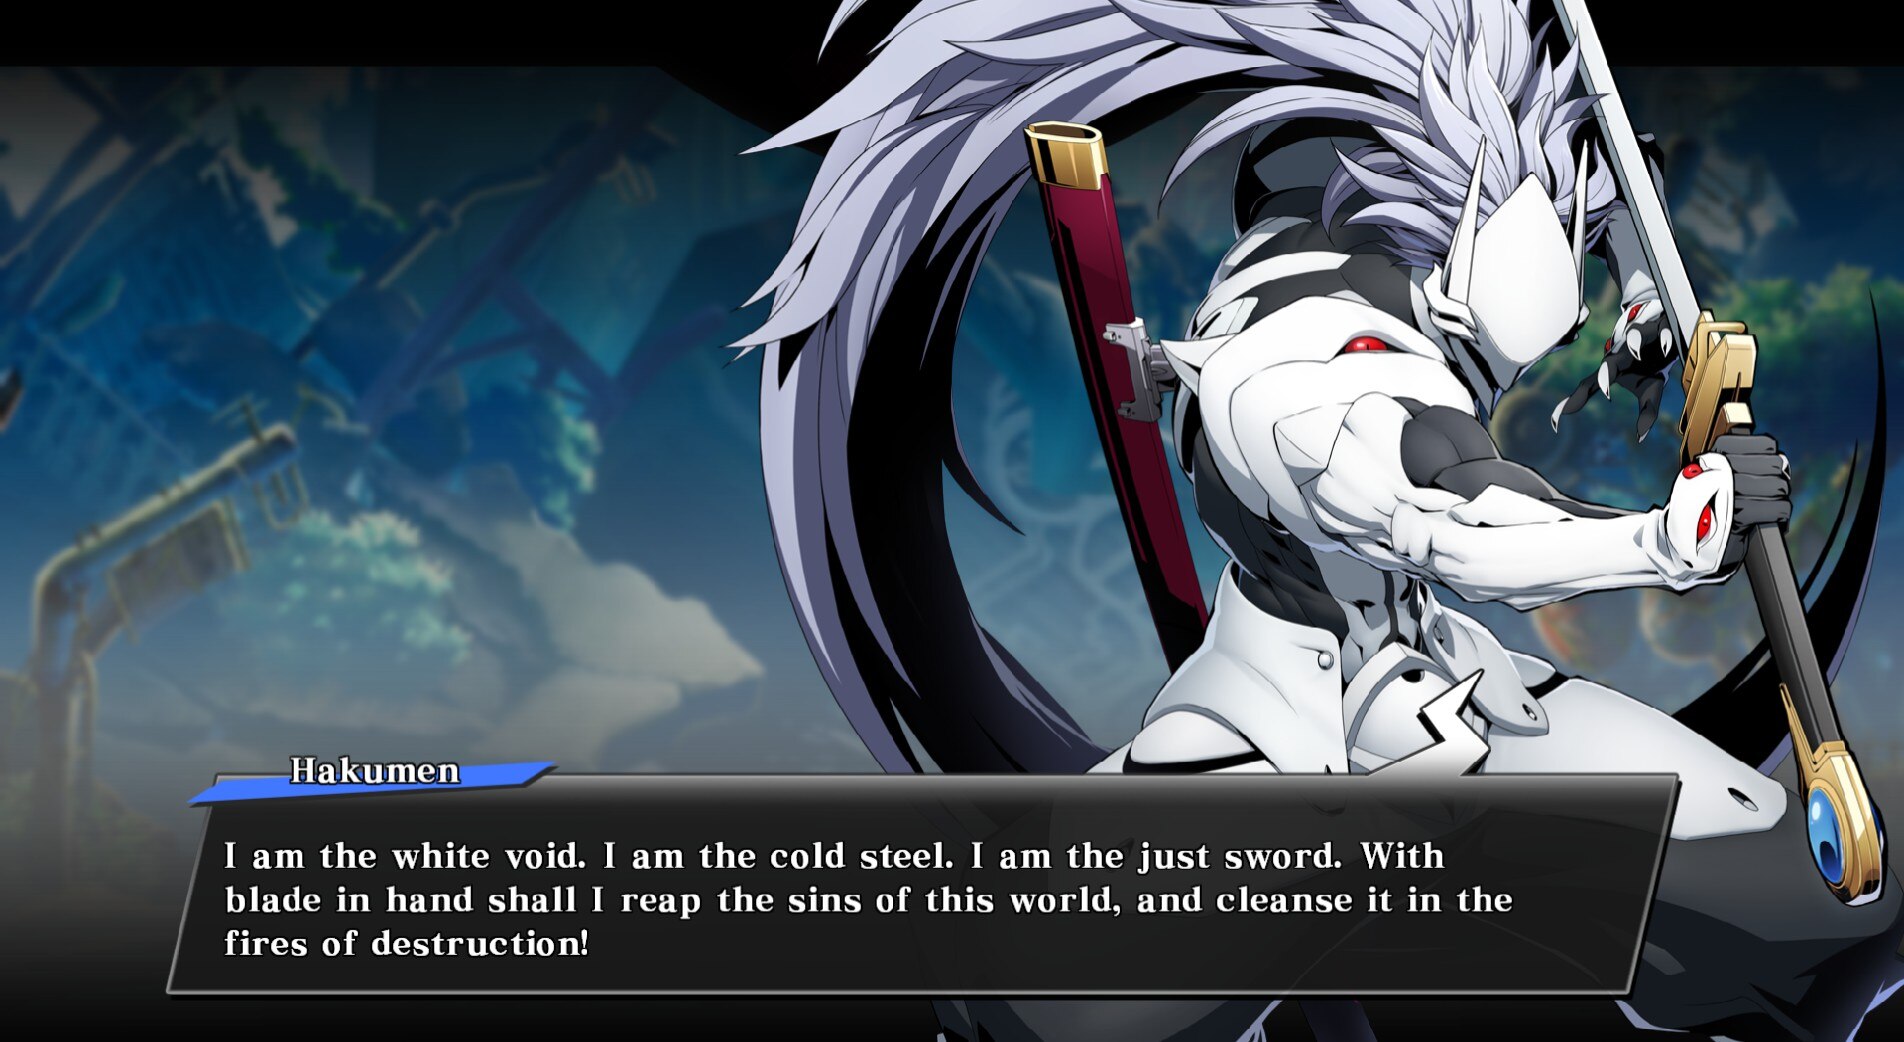 Hakumen
I am the white void. I am the cold steel. I am the just sword. With
blade in hand shall I reap the sins of this world, and cleanse it in the
fires of destruction!